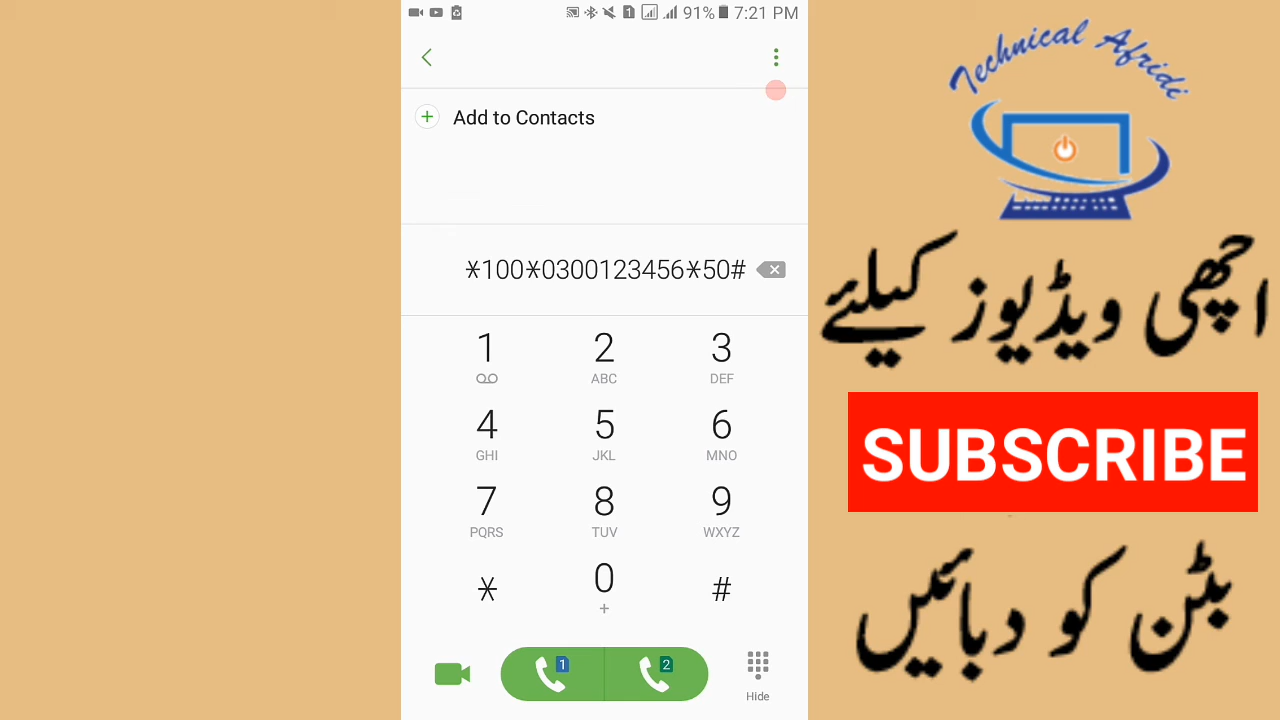 91% 7:21 PM
Add to Contacts
*100*0300123456*50#
1 2 3
ABC DEF
4 5 6
GHI JKL MNO
7 8 9
PQRS TUV WXYZ
* 0 #
+
1 2
Hide
Technical Afridi
اچھی ویڈیوز کیلئے
SUBSCRIBE
بٹن کو دبائیں